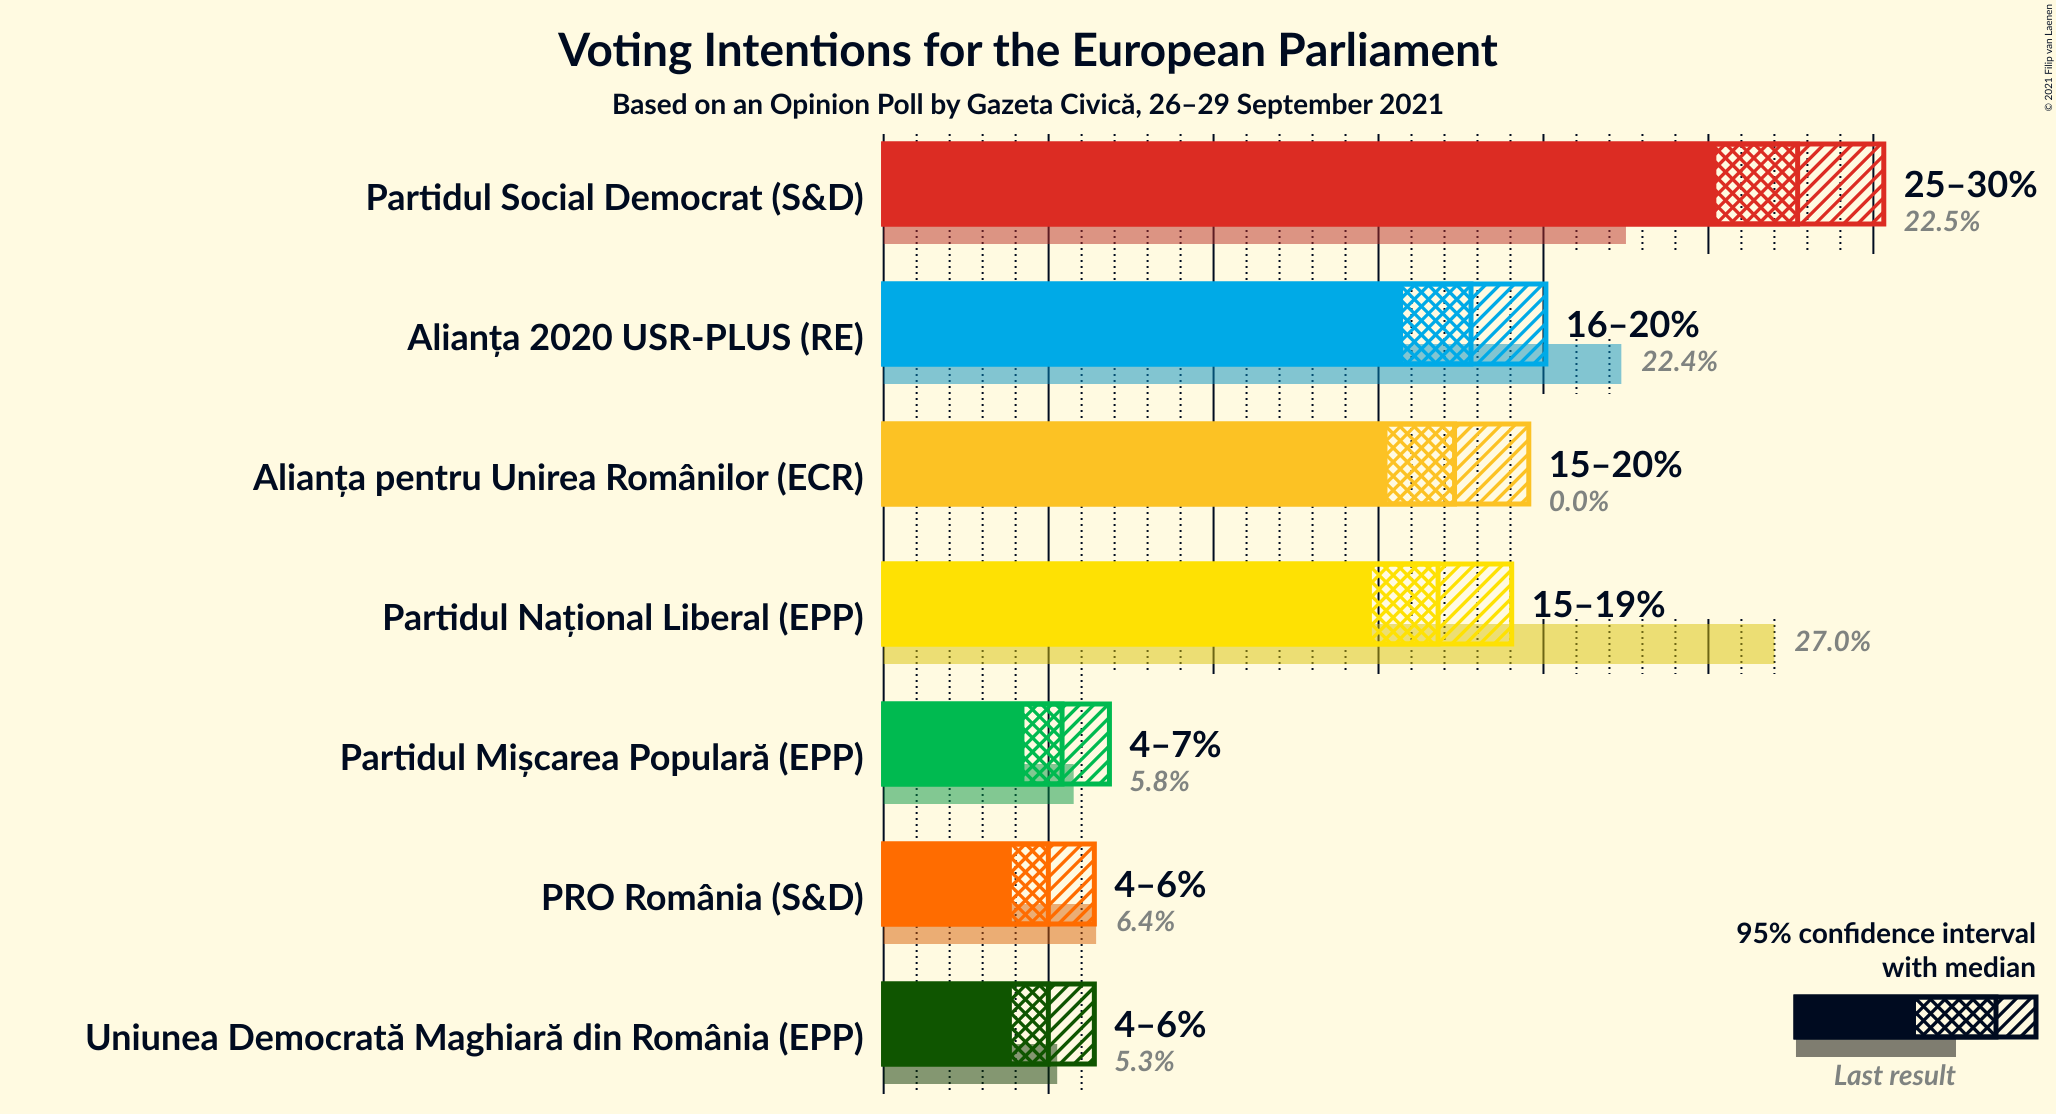 Voting Intentions for the European Parliament
Based on an Opinion Poll by Gazeta Civică, 26–29 September 2021
© 2021 Filip van Laenen
Partidul Social Democrat (S&D)
25–30%
22.5%
Alianța 2020 USR-PLUS (RE)
16–20%
22.4%
Alianța pentru Unirea Românilor (ECR)
15–20%
0.0%
Partidul Național Liberal (EPP)
15–19%
27.0%
Partidul Mișcarea Populară (EPP)
4–7%
5.8%
PRO România (S&D)
4–6%
6.4%
Uniunea Democrată Maghiară din România (EPP)
4–6%
5.3%
95% confidence interval
with median
Last result